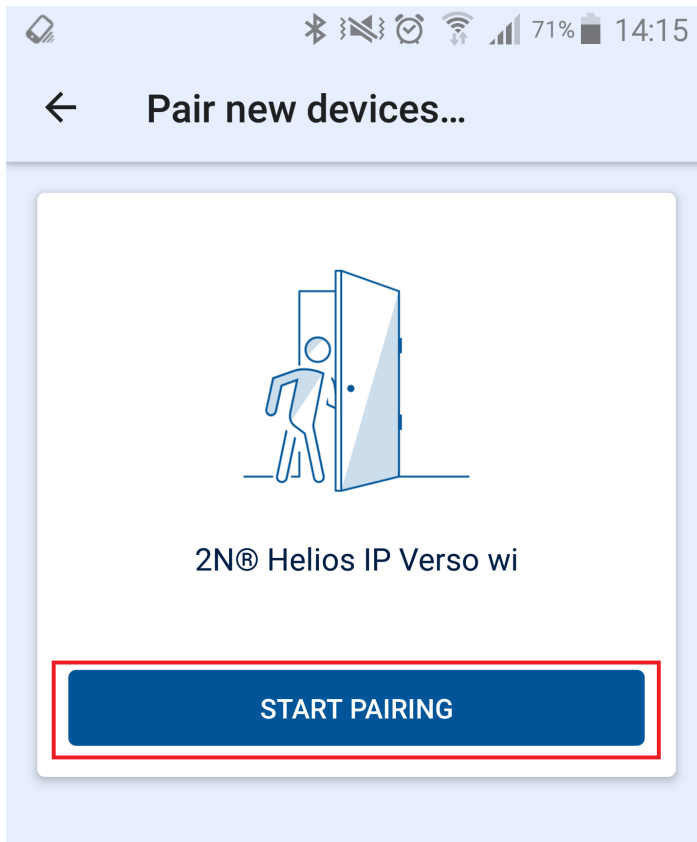 71% 14:15
Pair new devices...
2N® Helios IP Verso wi
START PAIRING